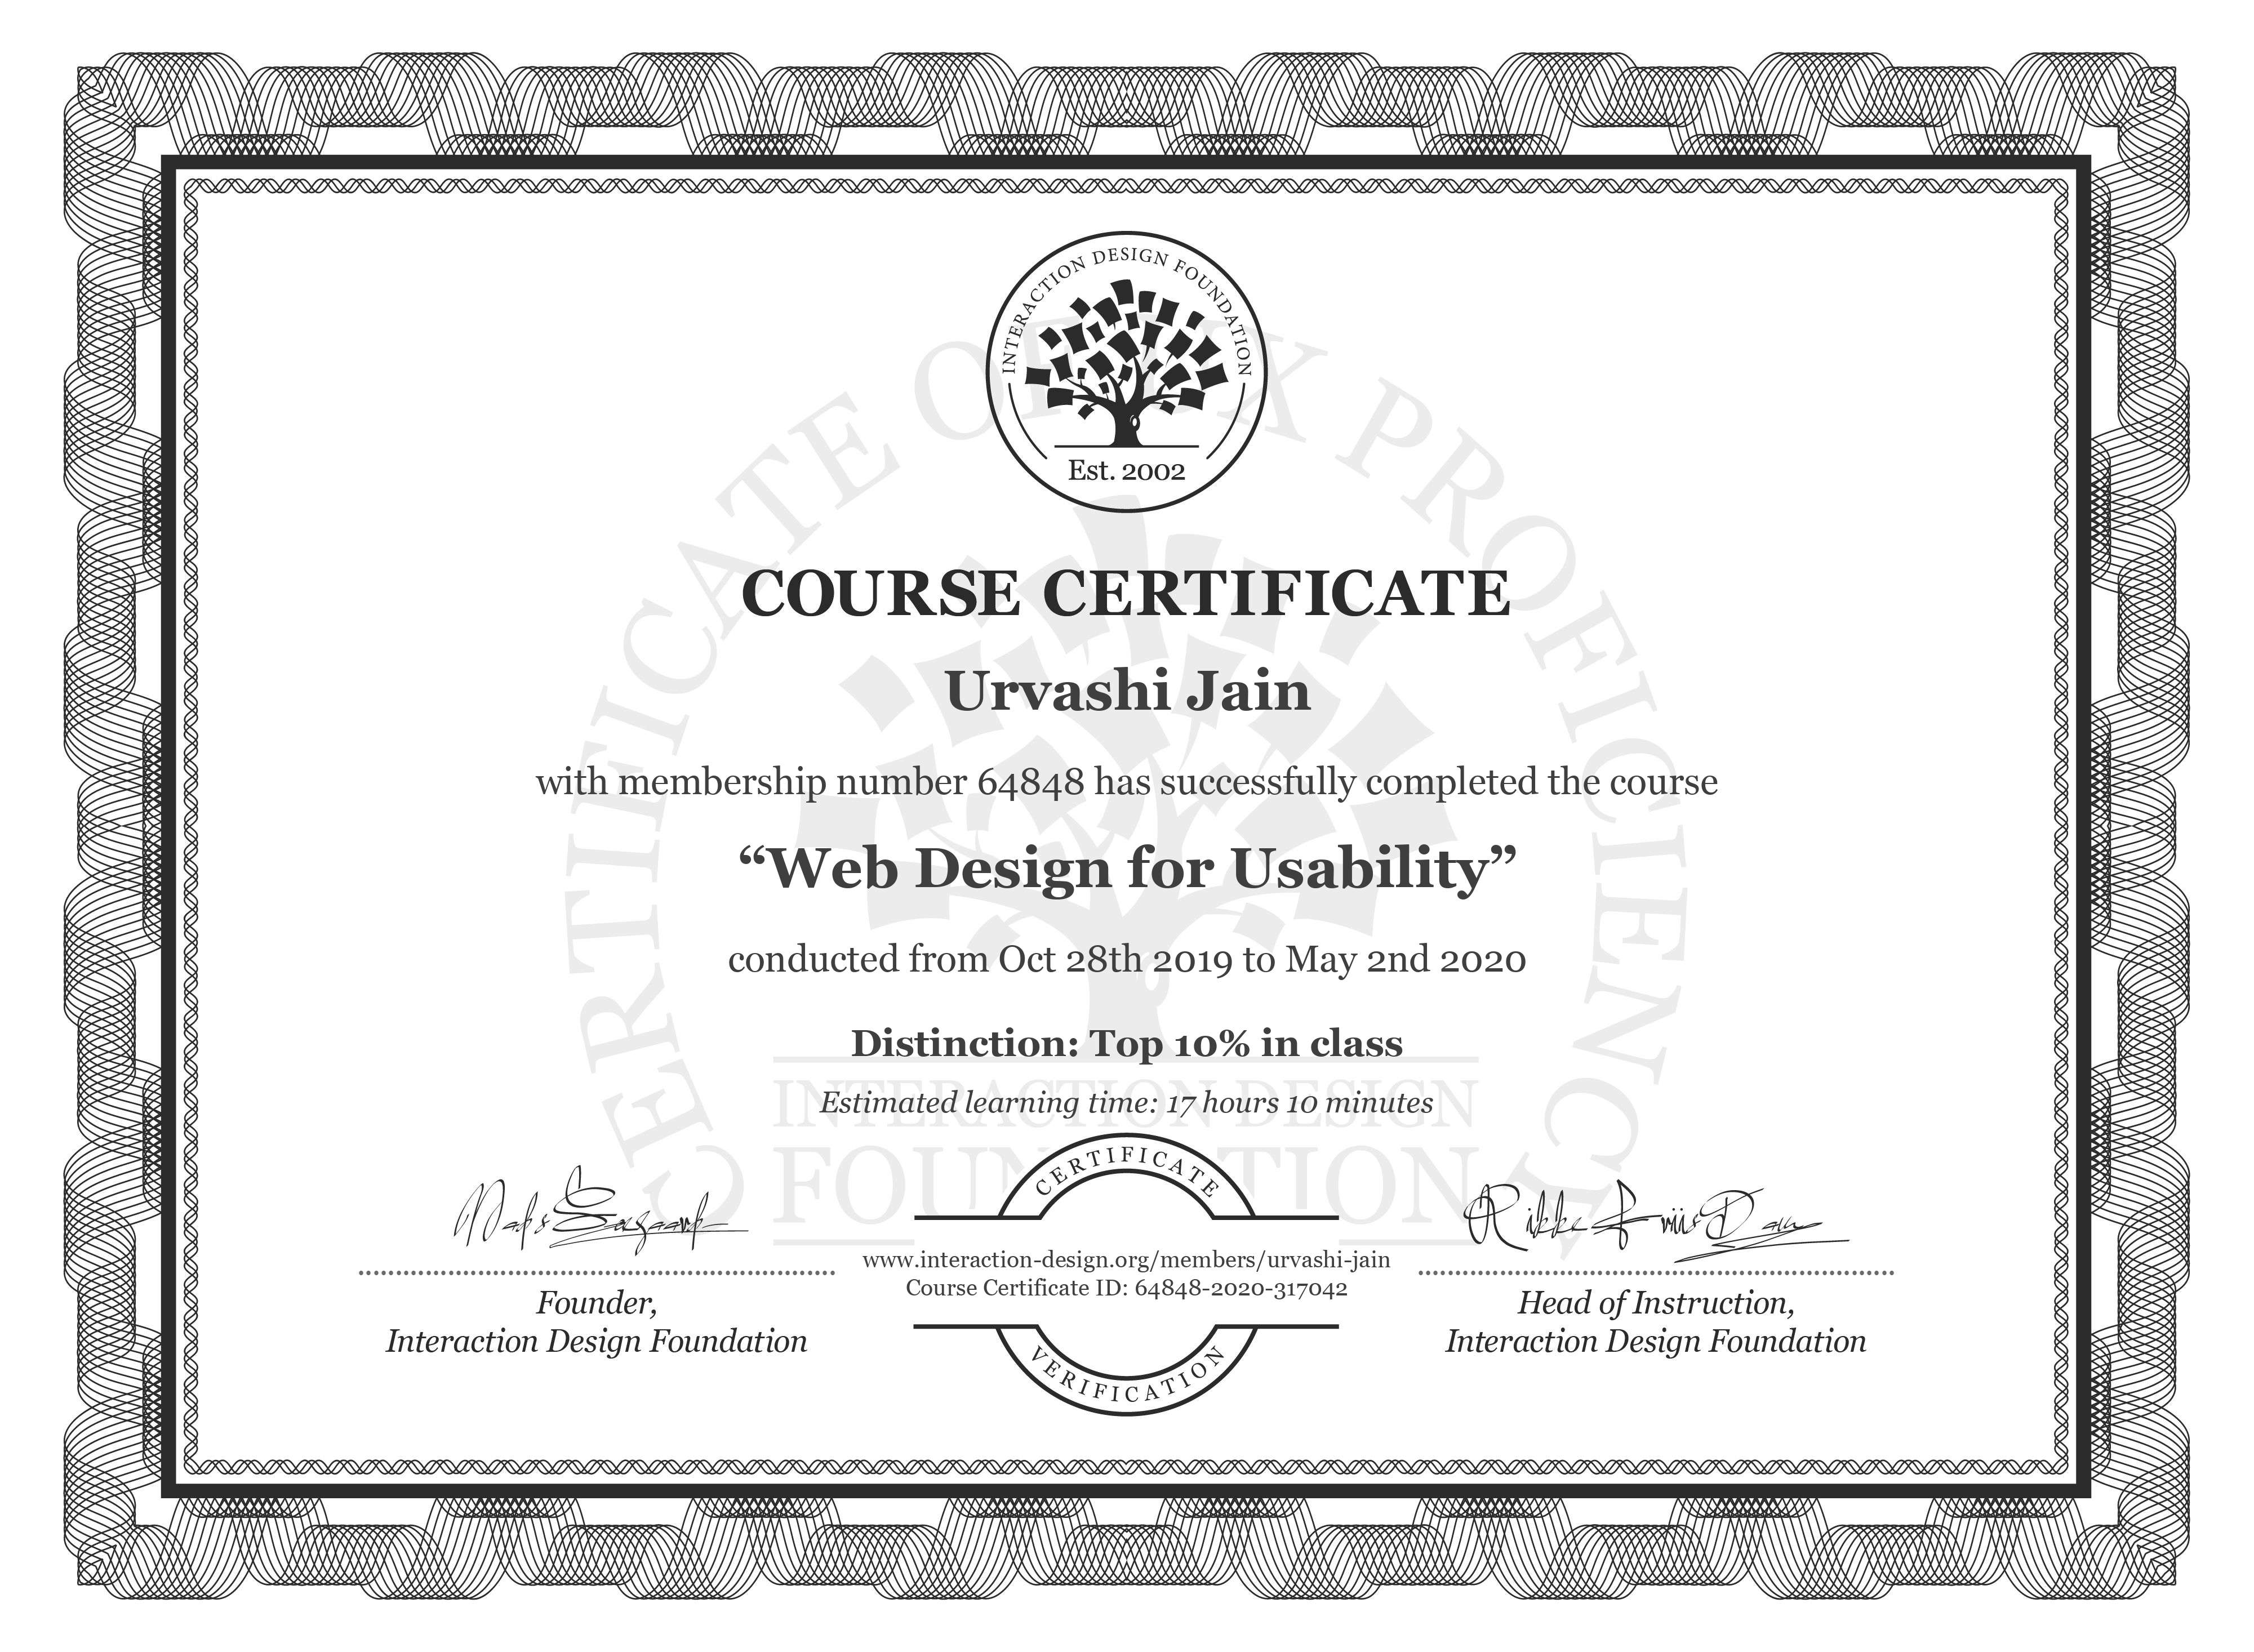 INTERACTION DESIGN FOUNDATION
Est. 2002
CERTIFICATE OF UX PROFICIENCY
COURSE CERTIFICATE
Urvashi Jain
with membership number 64848 has successfully completed the course
“Web Design for Usability”
conducted from Oct 28th 2019 to May 2nd 2020
Distinction: Top 10% in class
INTERACTION DESIGN
FOUNDATION
Estimated learning time: 17 hours 10 minutes
CERTIFICATE
www.interaction-design.org/members/urvashi-jain
Course Certificate ID: 64848-2020-317042
VERIFICATION
Founder,
Interaction Design Foundation
Rikke Friis Dam
Head of Instruction,
Interaction Design Foundation